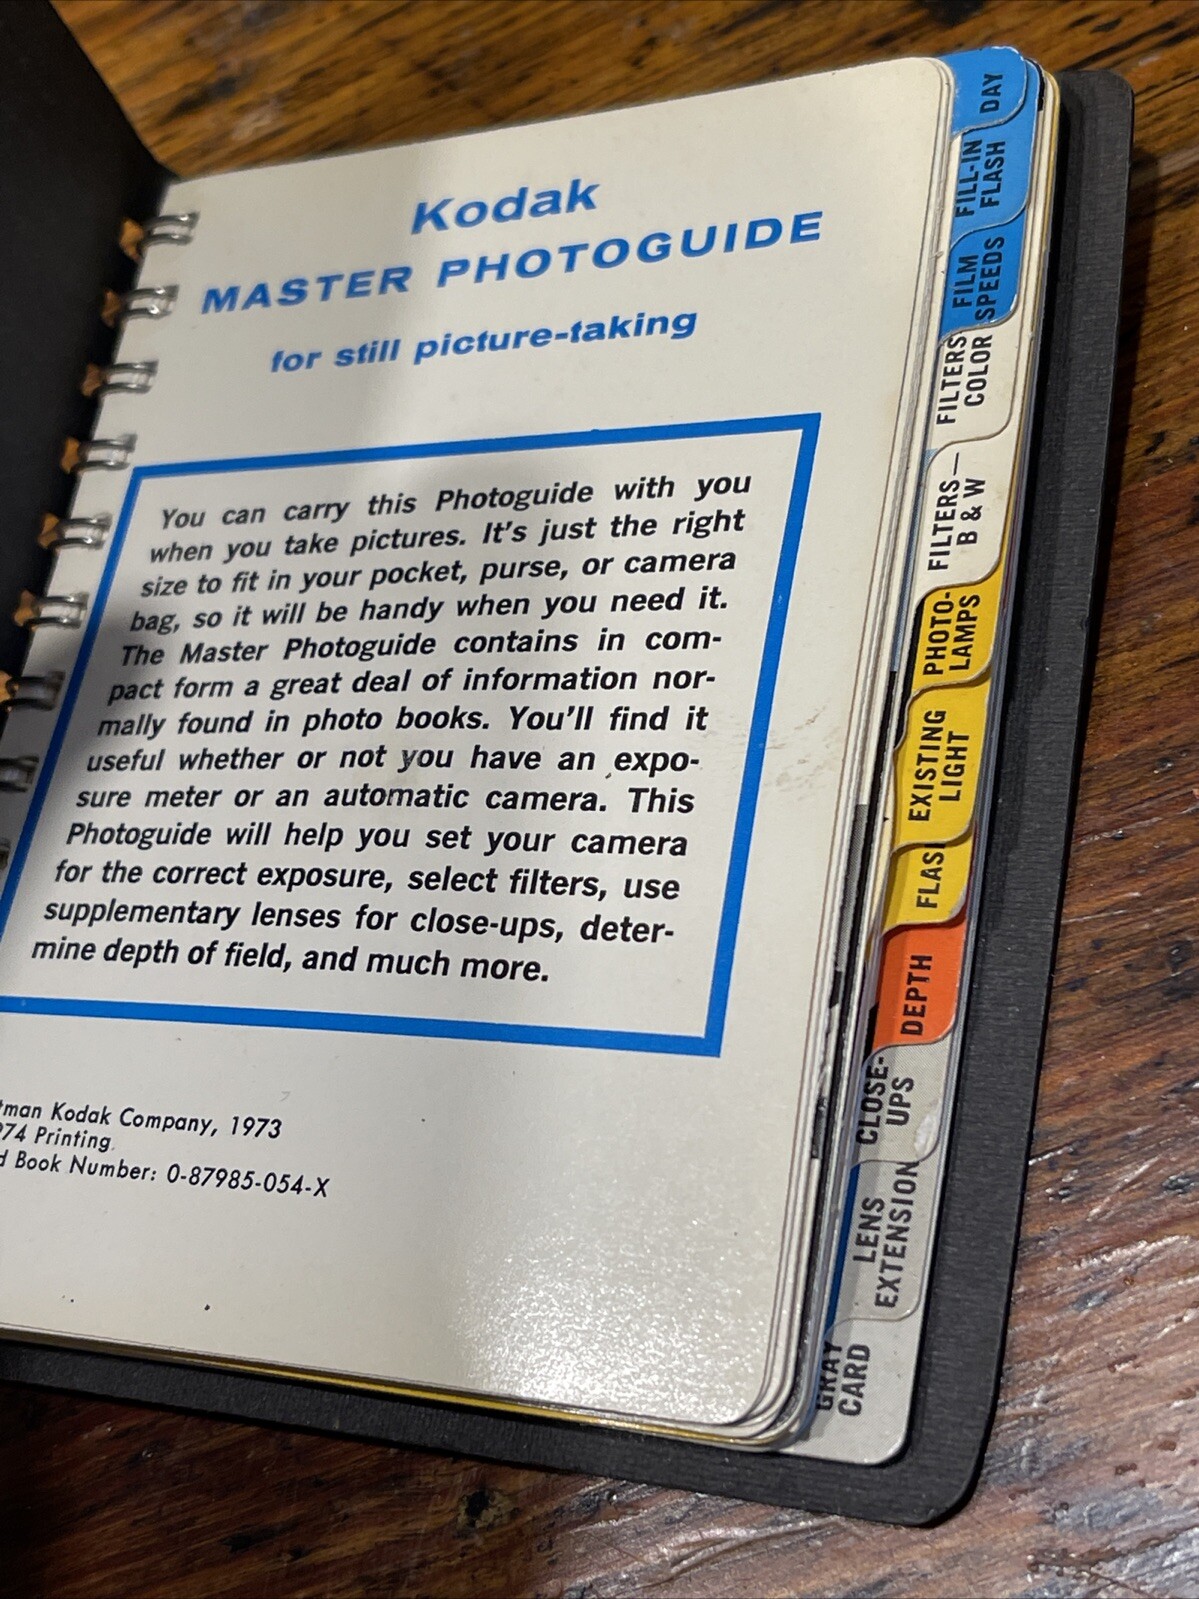 Kodak
MASTER PHOTOGUIDE
for still picture-taking
You can carry this Photoguide with you
when you take pictures. It's just the right
size to fit in your pocket, purse, or camera
bag, so it will be handy when you need it.
The Master Photoguide contains in com-
pact form a great deal of information nor-
mally found in photo books. You'll find it
useful whether or not you have an expo-
sure meter or an automatic camera. This
Photoguide will help you set your camera
for the correct exposure, select filters, use
supplementary lenses for close-ups, deter-
mine depth of field, and much more.
Kodak Company, 1973
Printing
Book Number: 0-87985-054-X
DAY
FILL-IN
FLASH
FILM
SPEEDS
FILTERS
COLOR
FILTERS—
B & W
PHOTO-
LAMPS
EXISTING
LIGHT
FLAS
DEPTH
CLOSE-
UPS
LENS
EXTENSION
GRAY
CARD